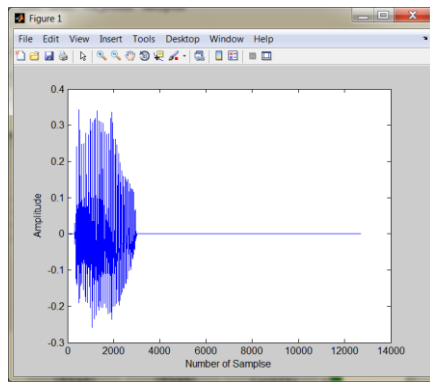 Figure 1
File Edit View Insert Tools Desktop Window Help
0.4
0.3
0.2
0.1
0
-0.1
-0.2
-0.3
Amplitude
0 2000 4000 6000 8000 10000 12000 14000
Number of Samplse